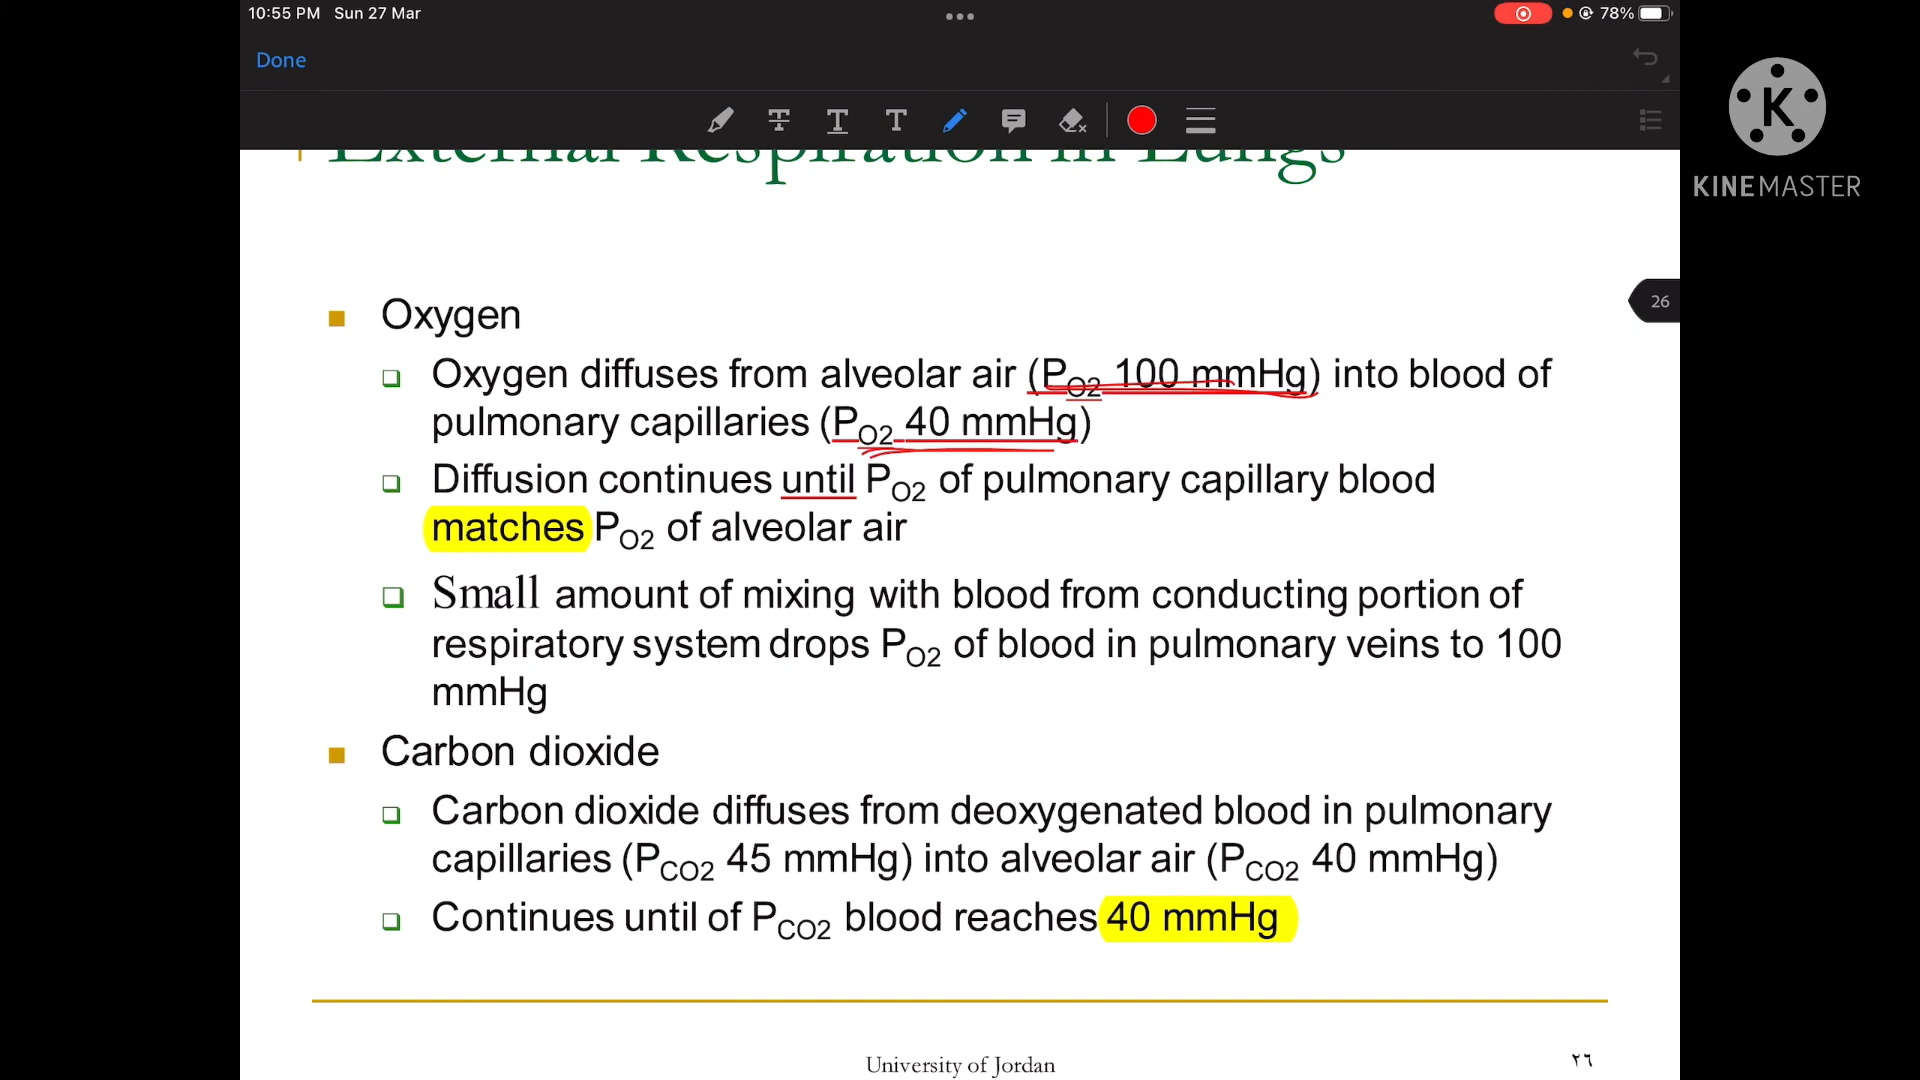 10:55 PM Sun 27 Mar
78%
Done
T T T
KINEMASTER
External Respiration in Lungs
26
Oxygen
Oxygen diffuses from alveolar air (PO2 100 mmHg) into blood of
pulmonary capillaries (PO2 40 mmHg)
Diffusion continues until PO2 of pulmonary capillary blood
matches PO2 of alveolar air
Small amount of mixing with blood from conducting portion of
respiratory system drops PO2 of blood in pulmonary veins to 100
mmHg
Carbon dioxide
Carbon dioxide diffuses from deoxygenated blood in pulmonary
capillaries (PCO2 45 mmHg) into alveolar air (PCO2 40 mmHg)
Continues until of PCO2 blood reaches 40 mmHg
University of Jordan
٢٦